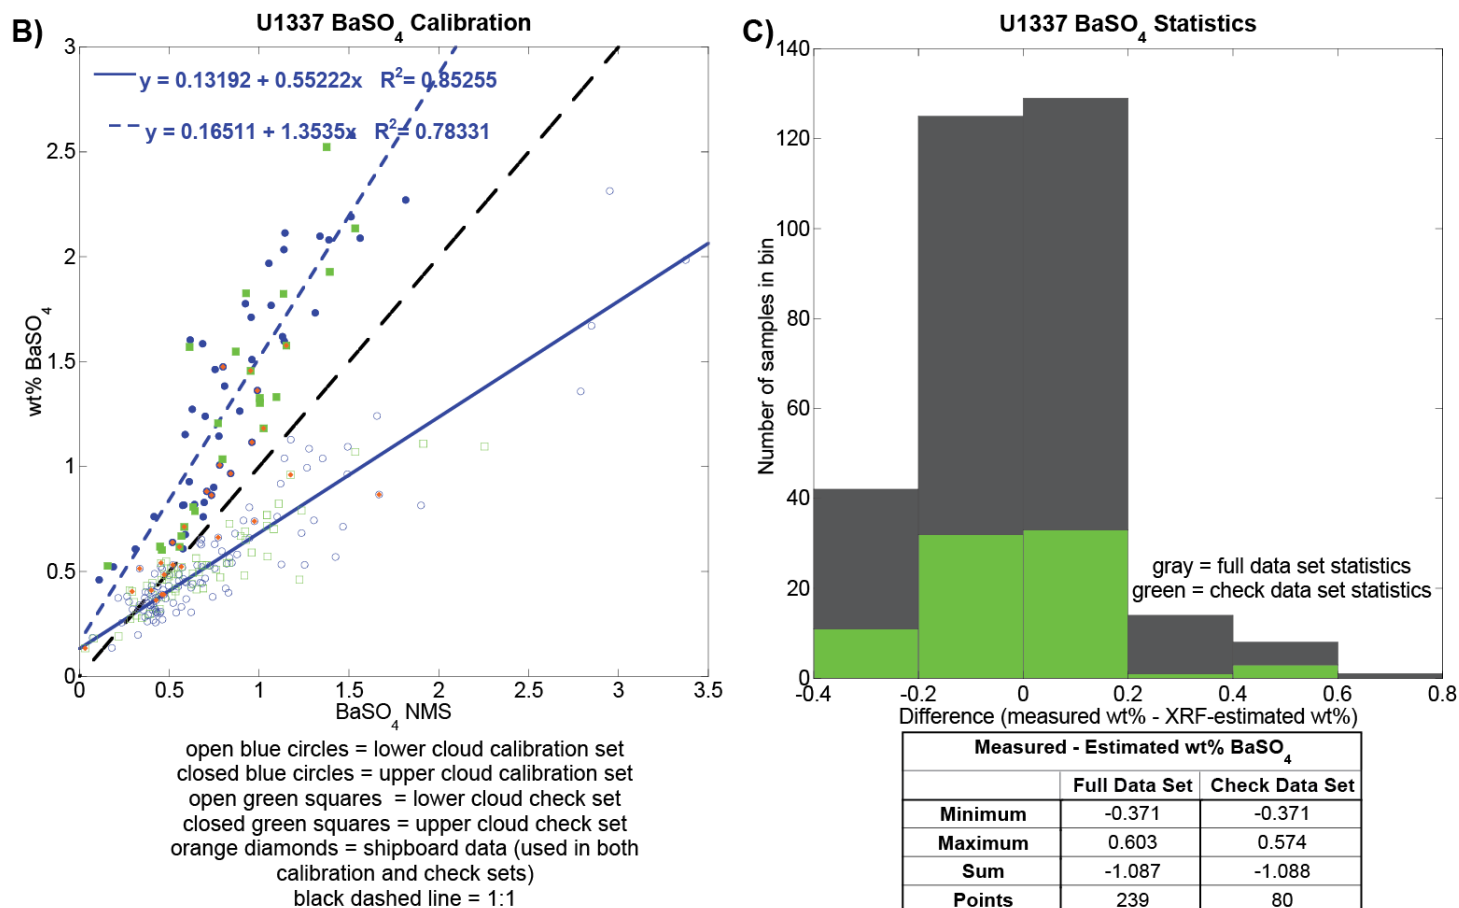 B)
U1337 BaSO4 Calibration
3
2.5
2
1.5
1
0.5
0
wt% BaSO4
y = 0.13192 + 0.55222x R2= 0.85255
y = 0.16511 + 1.3535x R2= 0.78331
0 0.5 1 1.5 2 2.5 3 3.5
BaSO4 NMS
open blue circles = lower cloud calibration set
closed blue circles = upper cloud calibration set
open green squares = lower cloud check set
closed green squares = upper cloud check set
orange diamonds = shipboard data (used in both
calibration and check sets)
black dashed line = 1:1
C)
U1337 BaSO4 Statistics
140
120
100
80
60
40
20
0
Number of samples in bin
gray = full data set statistics
green = check data set statistics
-0.4 -0.2 0 0.2 0.4 0.6 0.8
Difference (measured wt% - XRF-estimated wt%)
Measured - Estimated wt% BaSO4
Full Data Set Check Data Set
Minimum -0.371 -0.371
Maximum 0.603 0.574
Sum -1.087 -1.088
Points 239 80